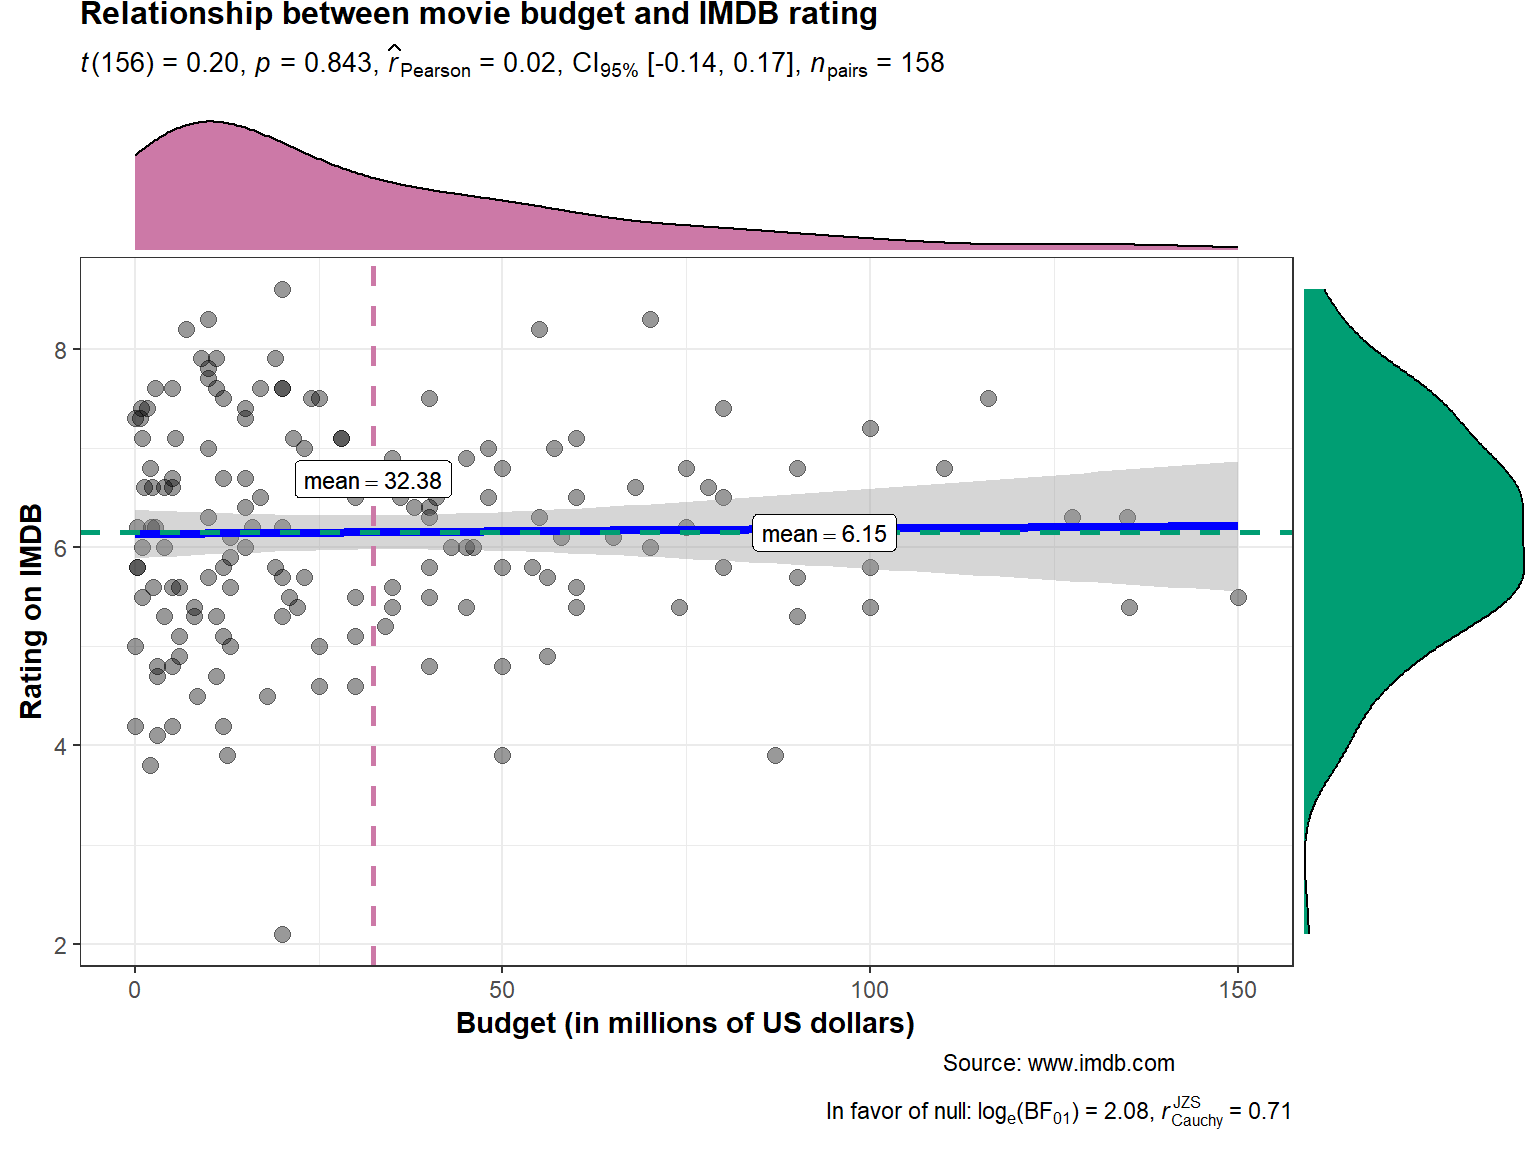 Relationship between movie budget and IMDB rating
t(156) = 0.20, p = 0.843, r̂Pearson = 0.02, CI95% [-0.14, 0.17], npairs = 158
8
6
4
2
Rating on IMDB
mean = 32.38
mean = 6.15
0 50 100 150
Budget (in millions of US dollars)
Source: www.imdb.com
In favor of null: loge(BF01) = 2.08, rJZSCauchy = 0.71